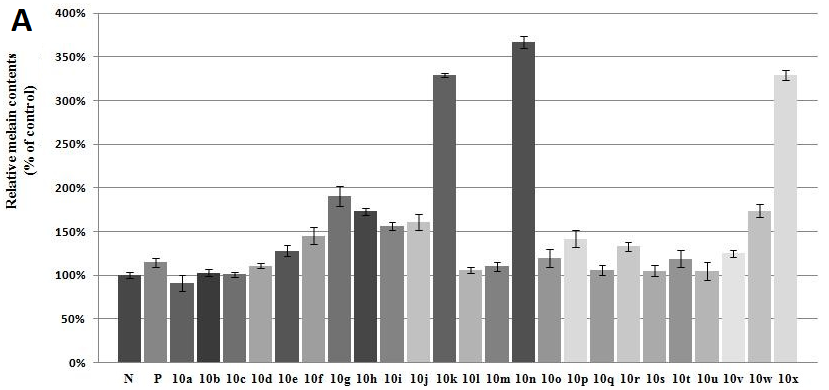 A
Relative melain contents
(% of control)
400%
350%
300%
250%
200%
150%
100%
50%
0%
N P 10a 10b 10c 10d 10e 10f 10g 10h 10i 10j 10k 10l 10m 10n 10o 10p 10q 10r 10s 10t 10u 10v 10w 10x